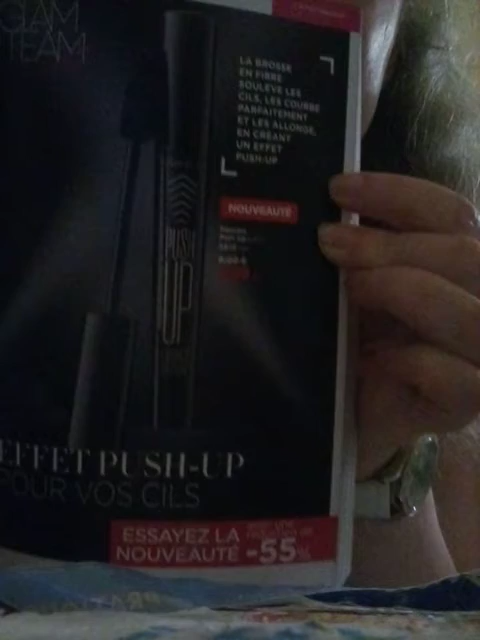 GLAM
TEAM
LA BROSSE
EN FIBRE
SOULÈVE LES
CILS, LES COURBE
PARFAITEMENT
ET LES ALLONGE,
EN CRÉANT
UN EFFET
PUSH-UP
NOUVEAUTÉ
PUSH
UP
EFFET PUSH-UP
POUR VOS CILS
ESSAYEZ LA
NOUVEAUTÉ
-55%